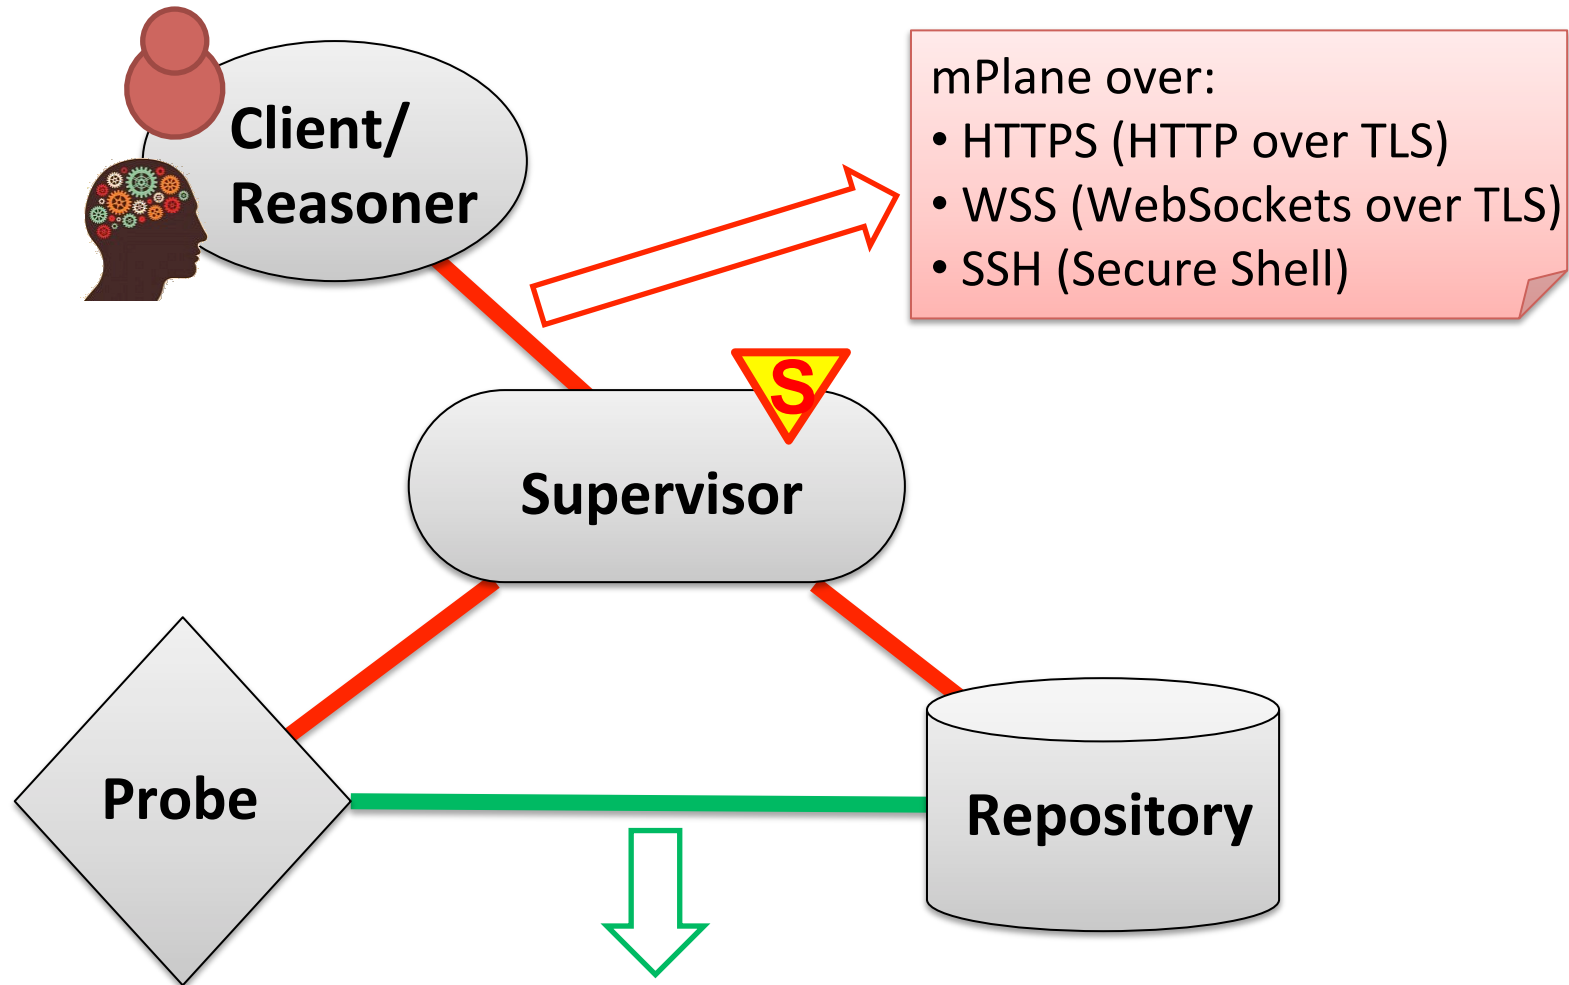 Client/
Reasoner
mPlane over:
• HTTPS (HTTP over TLS)
• WSS (WebSockets over TLS)
• SSH (Secure Shell)
S
Supervisor
Probe
Repository